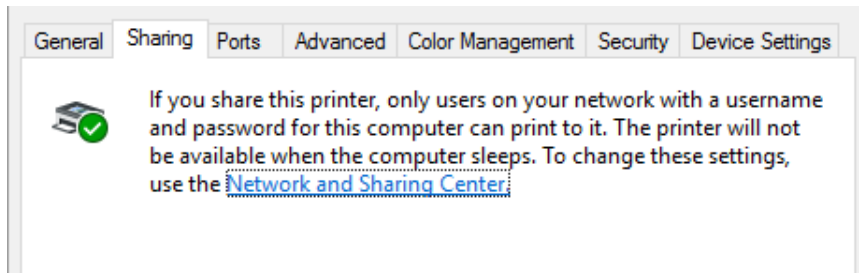 General Sharing Ports Advanced Color Management Security Device Settings
If you share this printer, only users on your network with a username
and password for this computer can print to it. The printer will not
be available when the computer sleeps. To change these settings,
use the Network and Sharing Center.